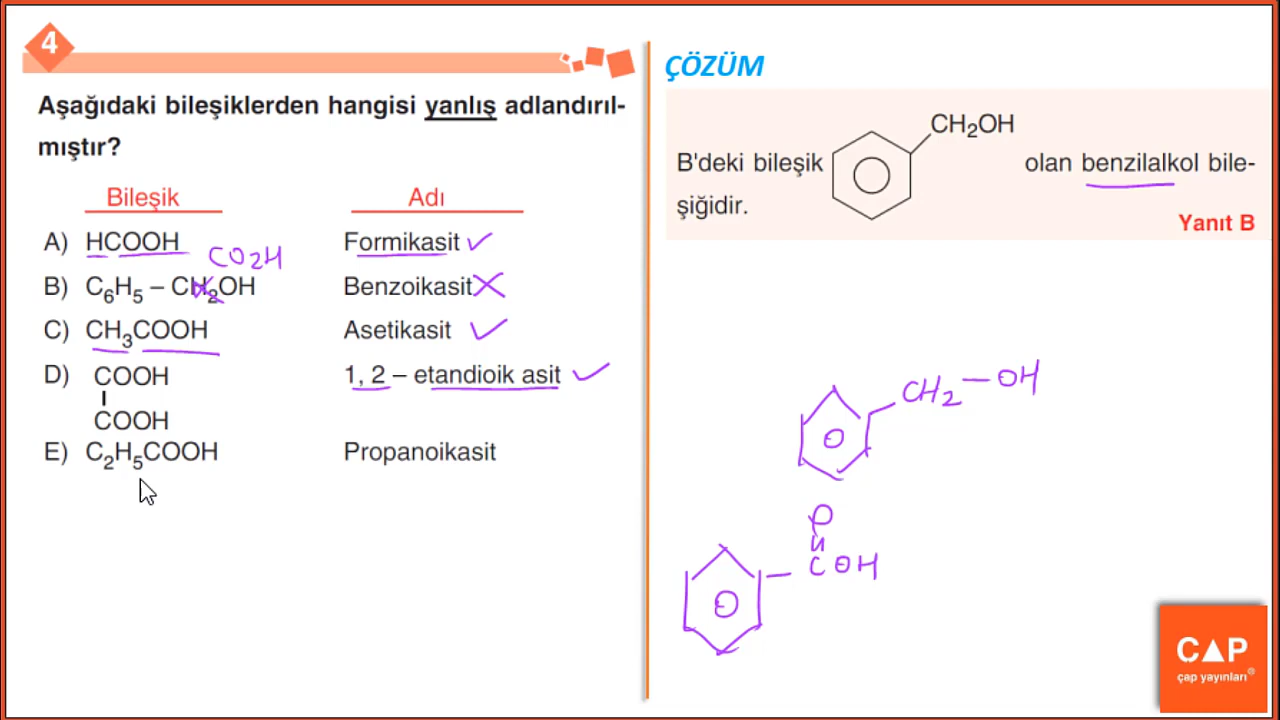 4
Aşağıdaki bileşiklerden hangisi yanlış adlandırıl-
mıştır?
Bileşik Adı
A) HCOOH Formikasit
CO2H
B) C₆H₅ – CH₂OH Benzoikasit
C) CH₃COOH Asetikasit
D) COOH 1, 2 – etandioik asit
COOH
E) C₂H₅COOH Propanoikasit
ÇÖZÜM
CH₂OH
B'deki bileşik olan benzilalkol bile-
şiğidir.
Yanıt B
CH₂ – OH
O
COH
ÇAP
çap yayınları®